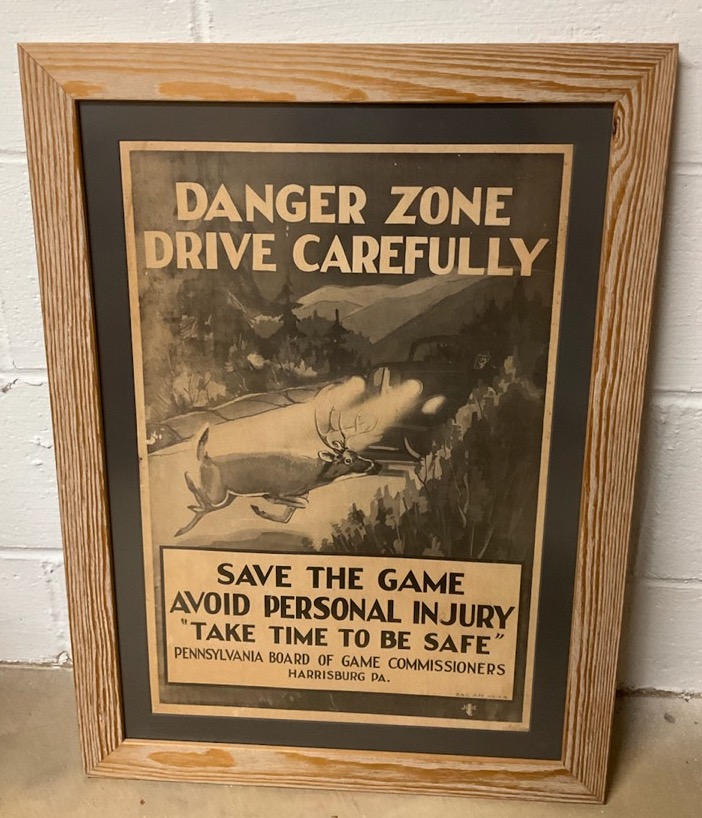 DANGER ZONE
DRIVE CAREFULLY
SAVE THE GAME
AVOID PERSONAL INJURY
"TAKE TIME TO BE SAFE"
PENNSYLVANIA BOARD OF GAME COMMISSIONERS
HARRISBURG PA.